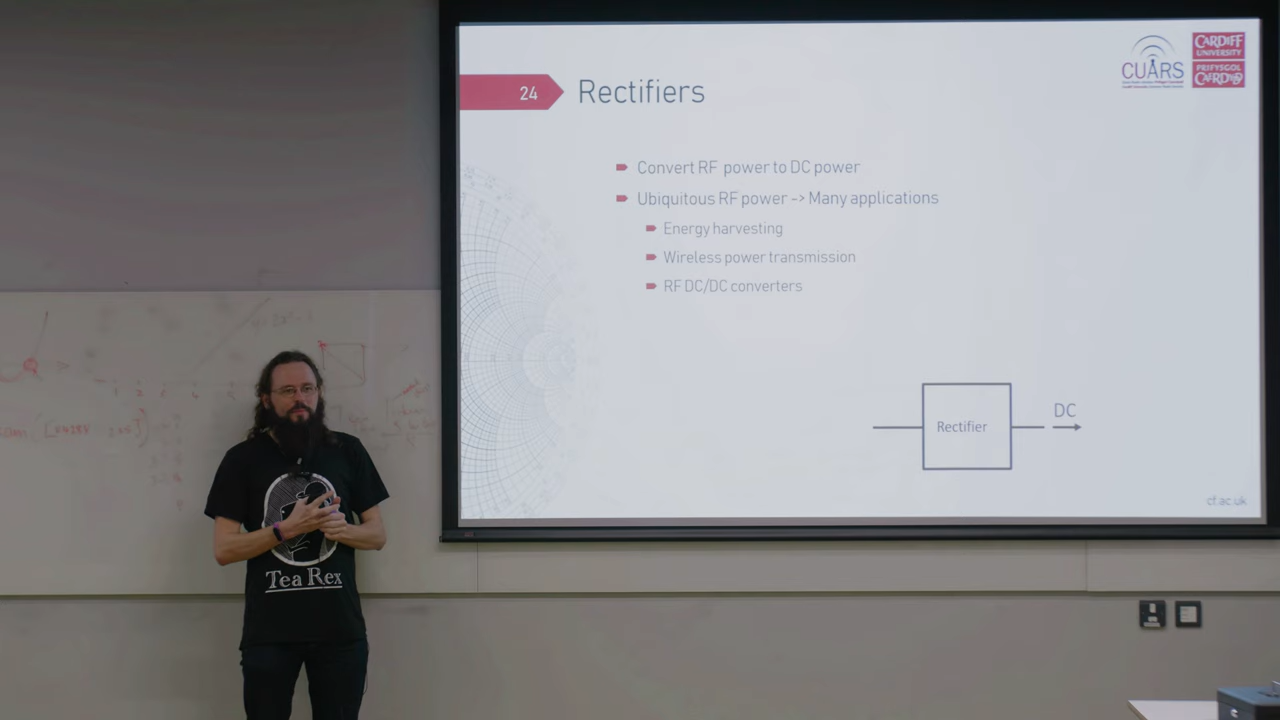 24
Rectifiers
CUARS
CARDIFF
UNIVERSITY
PRIFYSGOL
CAERDYDD
Convert RF power to DC power
Ubiquitous RF power -> Many applications
Energy harvesting
Wireless power transmission
RF DC/DC converters
Rectifier
DC
cf.ac.uk
Tea Rex